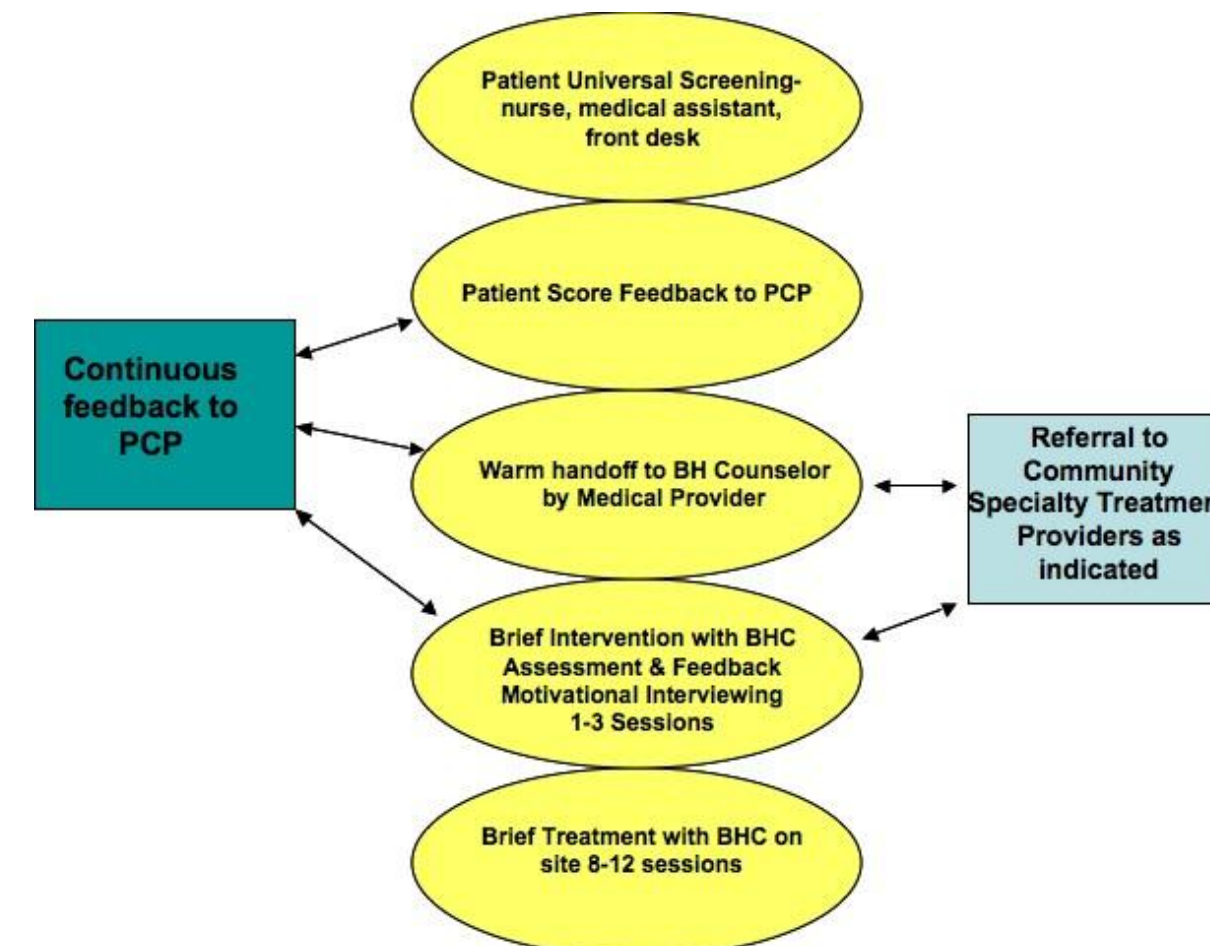 Patient Universal Screening-
nurse, medical assistant,
front desk
Patient Score Feedback to PCP
Continuous
feedback to
PCP
Warm handoff to BH Counselor
by Medical Provider
Referral to
Community
Specialty Treatmen
Providers as
indicated
Brief Intervention with BHC
Assessment & Feedback
Motivational Interviewing
1-3 Sessions
Brief Treatment with BHC on
site 8-12 sessions